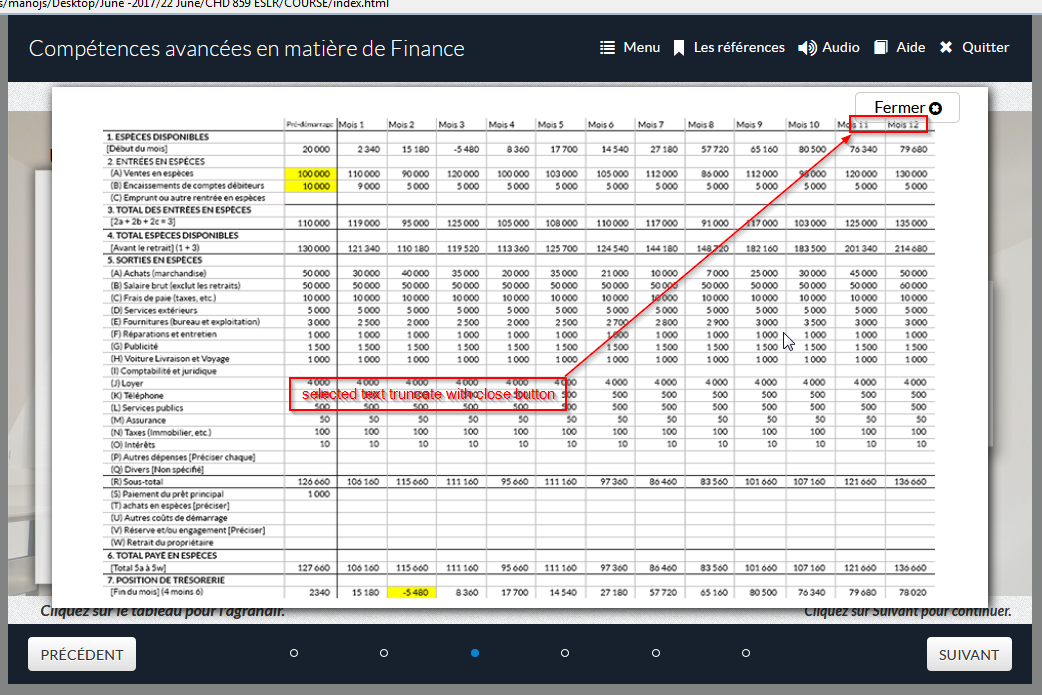 s/manojs/Desktop/June -2017/22 June/CHD 859 ESLR/COURSE/index.html
Compétences avancées en matière de Finance Menu Les références Audio Aide Quitter
Fermer
Pré-démarrage Mois 1 Mois 2 Mois 3 Mois 4 Mois 5 Mois 6 Mois 7 Mois 8 Mois 9 Mois 10 Mois 11 Mois 12
1. ESPÈCES DISPONIBLES
[Début du mois] 20 000 2 340 15 180 -5 480 8 360 17 700 14 540 27 180 57 720 65 160 80 500 76 340 79 680
2. ENTRÉES EN ESPÈCES
(A) Ventes en espèces 100 000 110 000 90 000 120 000 100 000 103 000 105 000 112 000 86 000 112 000 98 000 120 000 130 000
(B) Encaissements de comptes débiteurs 10 000 9 000 5 000 5 000 5 000 5 000 5 000 5 000 5 000 5 000 5 000 5 000 5 000
(C) Emprunt ou autre rentrée en espèces
3. TOTAL DES ENTRÉES EN ESPÈCES
[2a + 2b + 2c = 3] 110 000 119 000 95 000 125 000 105 000 108 000 110 000 117 000 91 000 117 000 103 000 125 000 135 000
4. TOTAL ESPÈCES DISPONIBLES
[Avant le retrait] (1 + 3) 130 000 121 340 110 180 119 520 113 360 125 700 124 540 144 180 148 720 182 160 183 500 201 340 214 680
5. SORTIES EN ESPÈCES
(A) Achats (marchandise) 50 000 30 000 40 000 35 000 20 000 35 000 21 000 10 000 7 000 25 000 30 000 45 000 50 000
(B) Salaire brut (exclut les retraits) 50 000 50 000 50 000 50 000 50 000 50 000 50 000 50 000 50 000 50 000 50 000 50 000 60 000
(C) Frais de paie (taxes, etc.) 10 000 10 000 10 000 10 000 10 000 10 000 10 000 10 000 10 000 10 000 10 000 10 000 10 000
(D) Services extérieurs 5 000 5 000 5 000 5 000 5 000 5 000 5 000 5 000 5 000 5 000 5 000 5 000 5 000
(E) Fournitures (bureau et exploitation) 3 000 2 500 2 000 2 500 2 000 2 500 2 700 2 800 2 900 3 000 3 500 3 000 3 000
(F) Réparations et entretien 1 000 1 000 1 000 1 000 1 000 1 000 1 000 1 000 1 000 1 000 1 000 1 000 1 000
(G) Publicité 1 500 1 500 1 500 1 500 1 500 1 500 1 500 1 500 1 500 1 500 1 500 1 500 1 500
(H) Voiture Livraison et Voyage 1 000 1 000 1 000 1 000 1 000 1 000 1 000 1 000 1 000 1 000 1 000 1 000 1 000
(I) Comptabilité et juridique
(J) Loyer 4 000 4 000 4 000 4 000 4 000 4 000 4 000 4 000 4 000 4 000 4 000 4 000 4 000
selected text truncate with close button
(K) Téléphone 500 500 500 500 500 500 500
(L) Services publics 500 500 500 500 500 500 500 500 500 500 500 500 500
(M) Assurance 50 50 50 50 50 50 50 50 50 50 50 50 50
(N) Taxes (Immobilier, etc.) 100 100 100 100 100 100 100 100 100 100 100 100 100
(O) Intérêts 10 10 10 10 10 10 10 10 10 10 10 10 10
(P) Autres dépenses [Préciser chaque]
(Q) Divers [Non spécifié]
(R) Sous-total 126 660 106 160 115 660 111 160 95 660 111 160 97 360 86 460 83 560 101 660 107 160 121 660 136 660
(S) Paiement du prêt principal 1 000
(T) achats en espèces [préciser]
(U) Autres coûts de démarrage
(V) Réserve et/ou engagement [Préciser]
(W) Retrait du propriétaire
6. TOTAL PAYÉ EN ESPÈCES
[Total 5a à 5w] 127 660 106 160 115 660 111 160 95 660 111 160 97 360 86 460 83 560 101 660 107 160 121 660 136 660
7. POSITION DE TRÉSORERIE
[Fin du mois] (4 moins 6) 2340 15 180 -5 480 8 360 17 700 14 540 27 180 57 720 65 160 80 500 76 340 79 680 78 020
Cliquez sur le tableau pour l'agrandir. Cliquez sur Suivant pour continuer.
PRÉCÉDENT SUIVANT